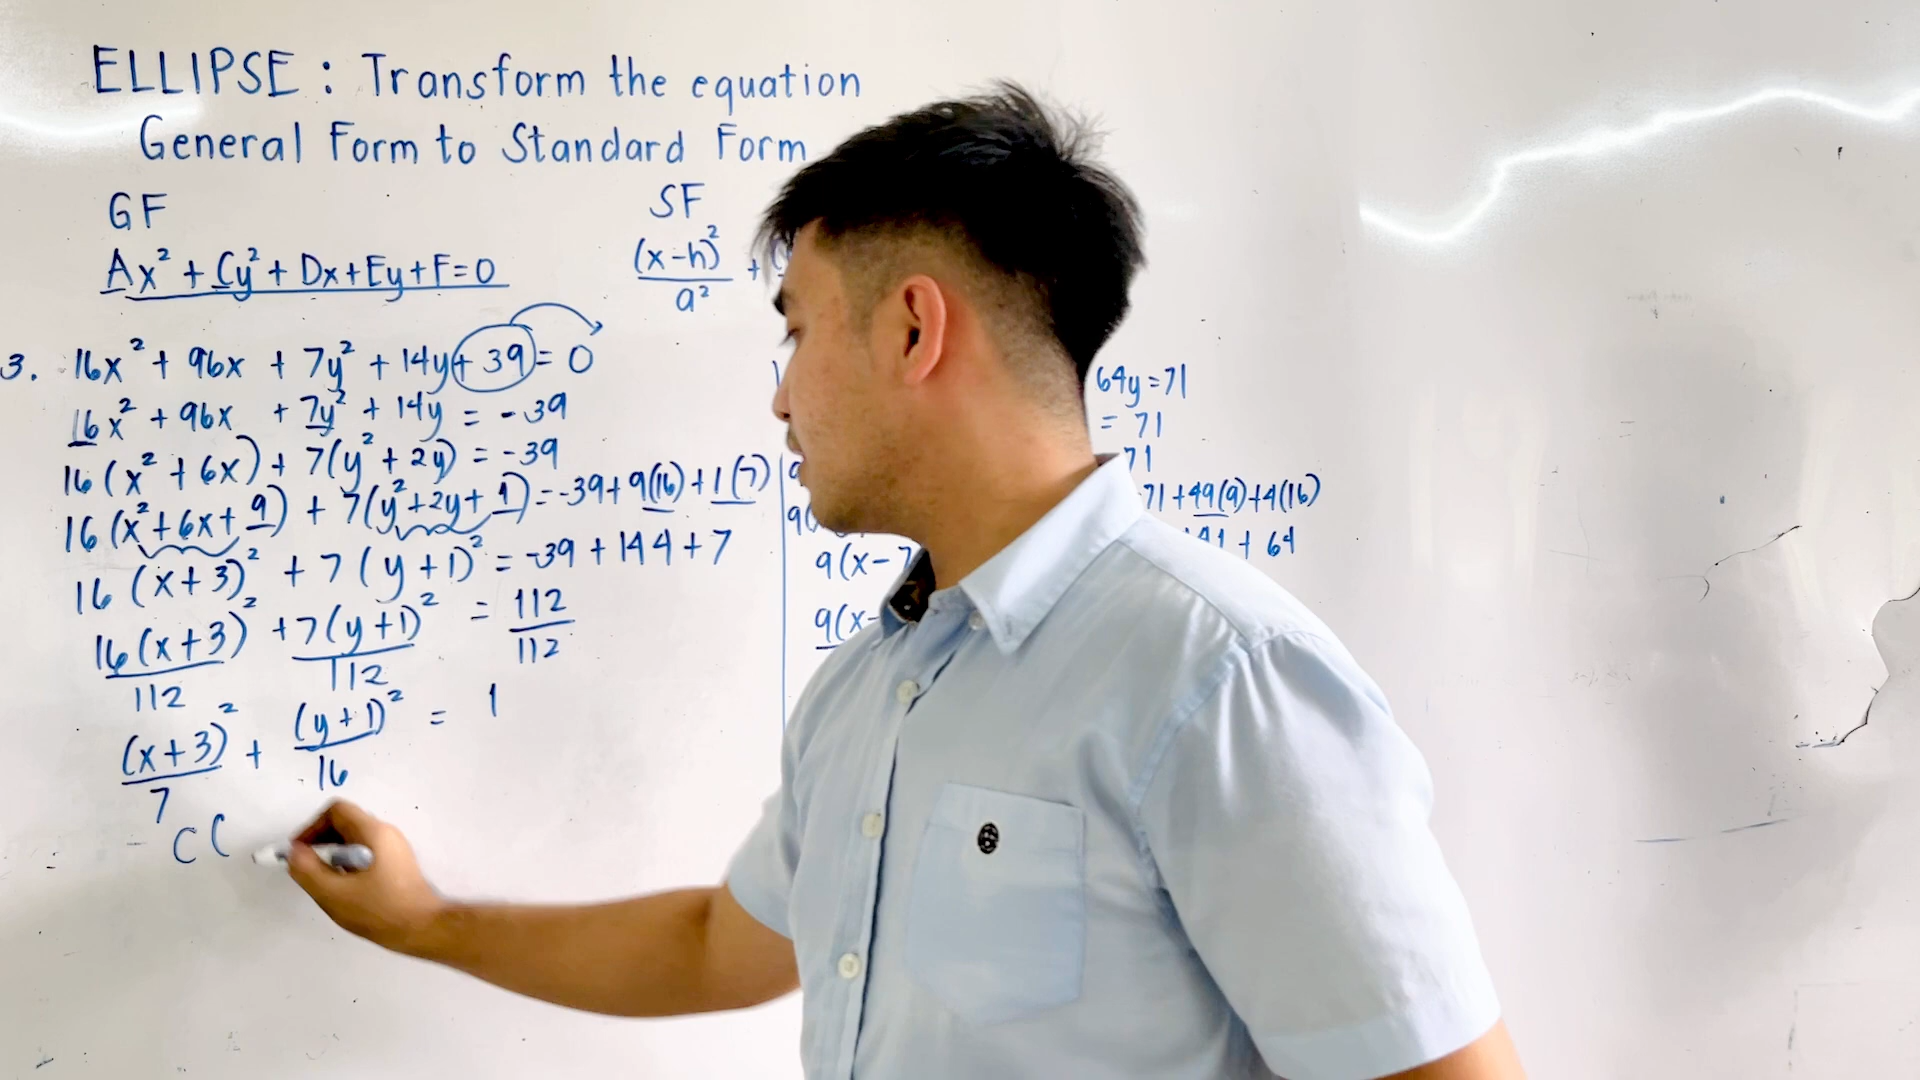 ELLIPSE: Transform the equation
General Form to Standard Form
GF
Ax² + Cy² + Dx + Ey + F = 0
SF
(x-h)²/a² + (
3. 16x² + 96x + 7y² + 14y + 39 = 0
16x² + 96x + 7y² + 14y = -39
16(x² + 6x) + 7(y² + 2y) = -39
16(x² + 6x + 9) + 7(y² + 2y + 1) = -39 + 9(16) + 1(7)
16(x+3)² + 7(y+1)² = -39 + 144 + 7
16(x+3)²/112 + 7(y+1)²/112 = 112/112
(x+3)²/7 + (y+1)²/16 = 1
C(
64y = 71
= 71
71
71 + 49(9) + 4(16)
+ 64
9(x-7
9(x-